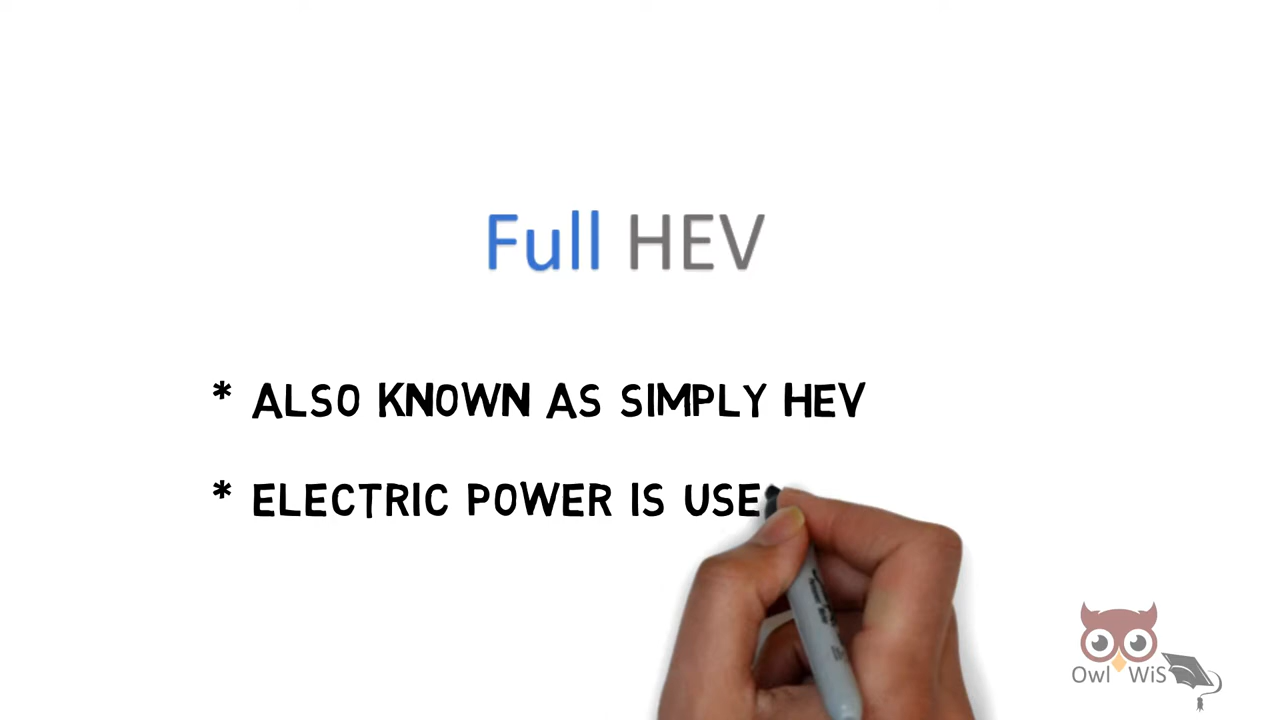 Full HEV
* ALSO KNOWN AS SIMPLY HEV
* ELECTRIC POWER IS USE
Owl WiS